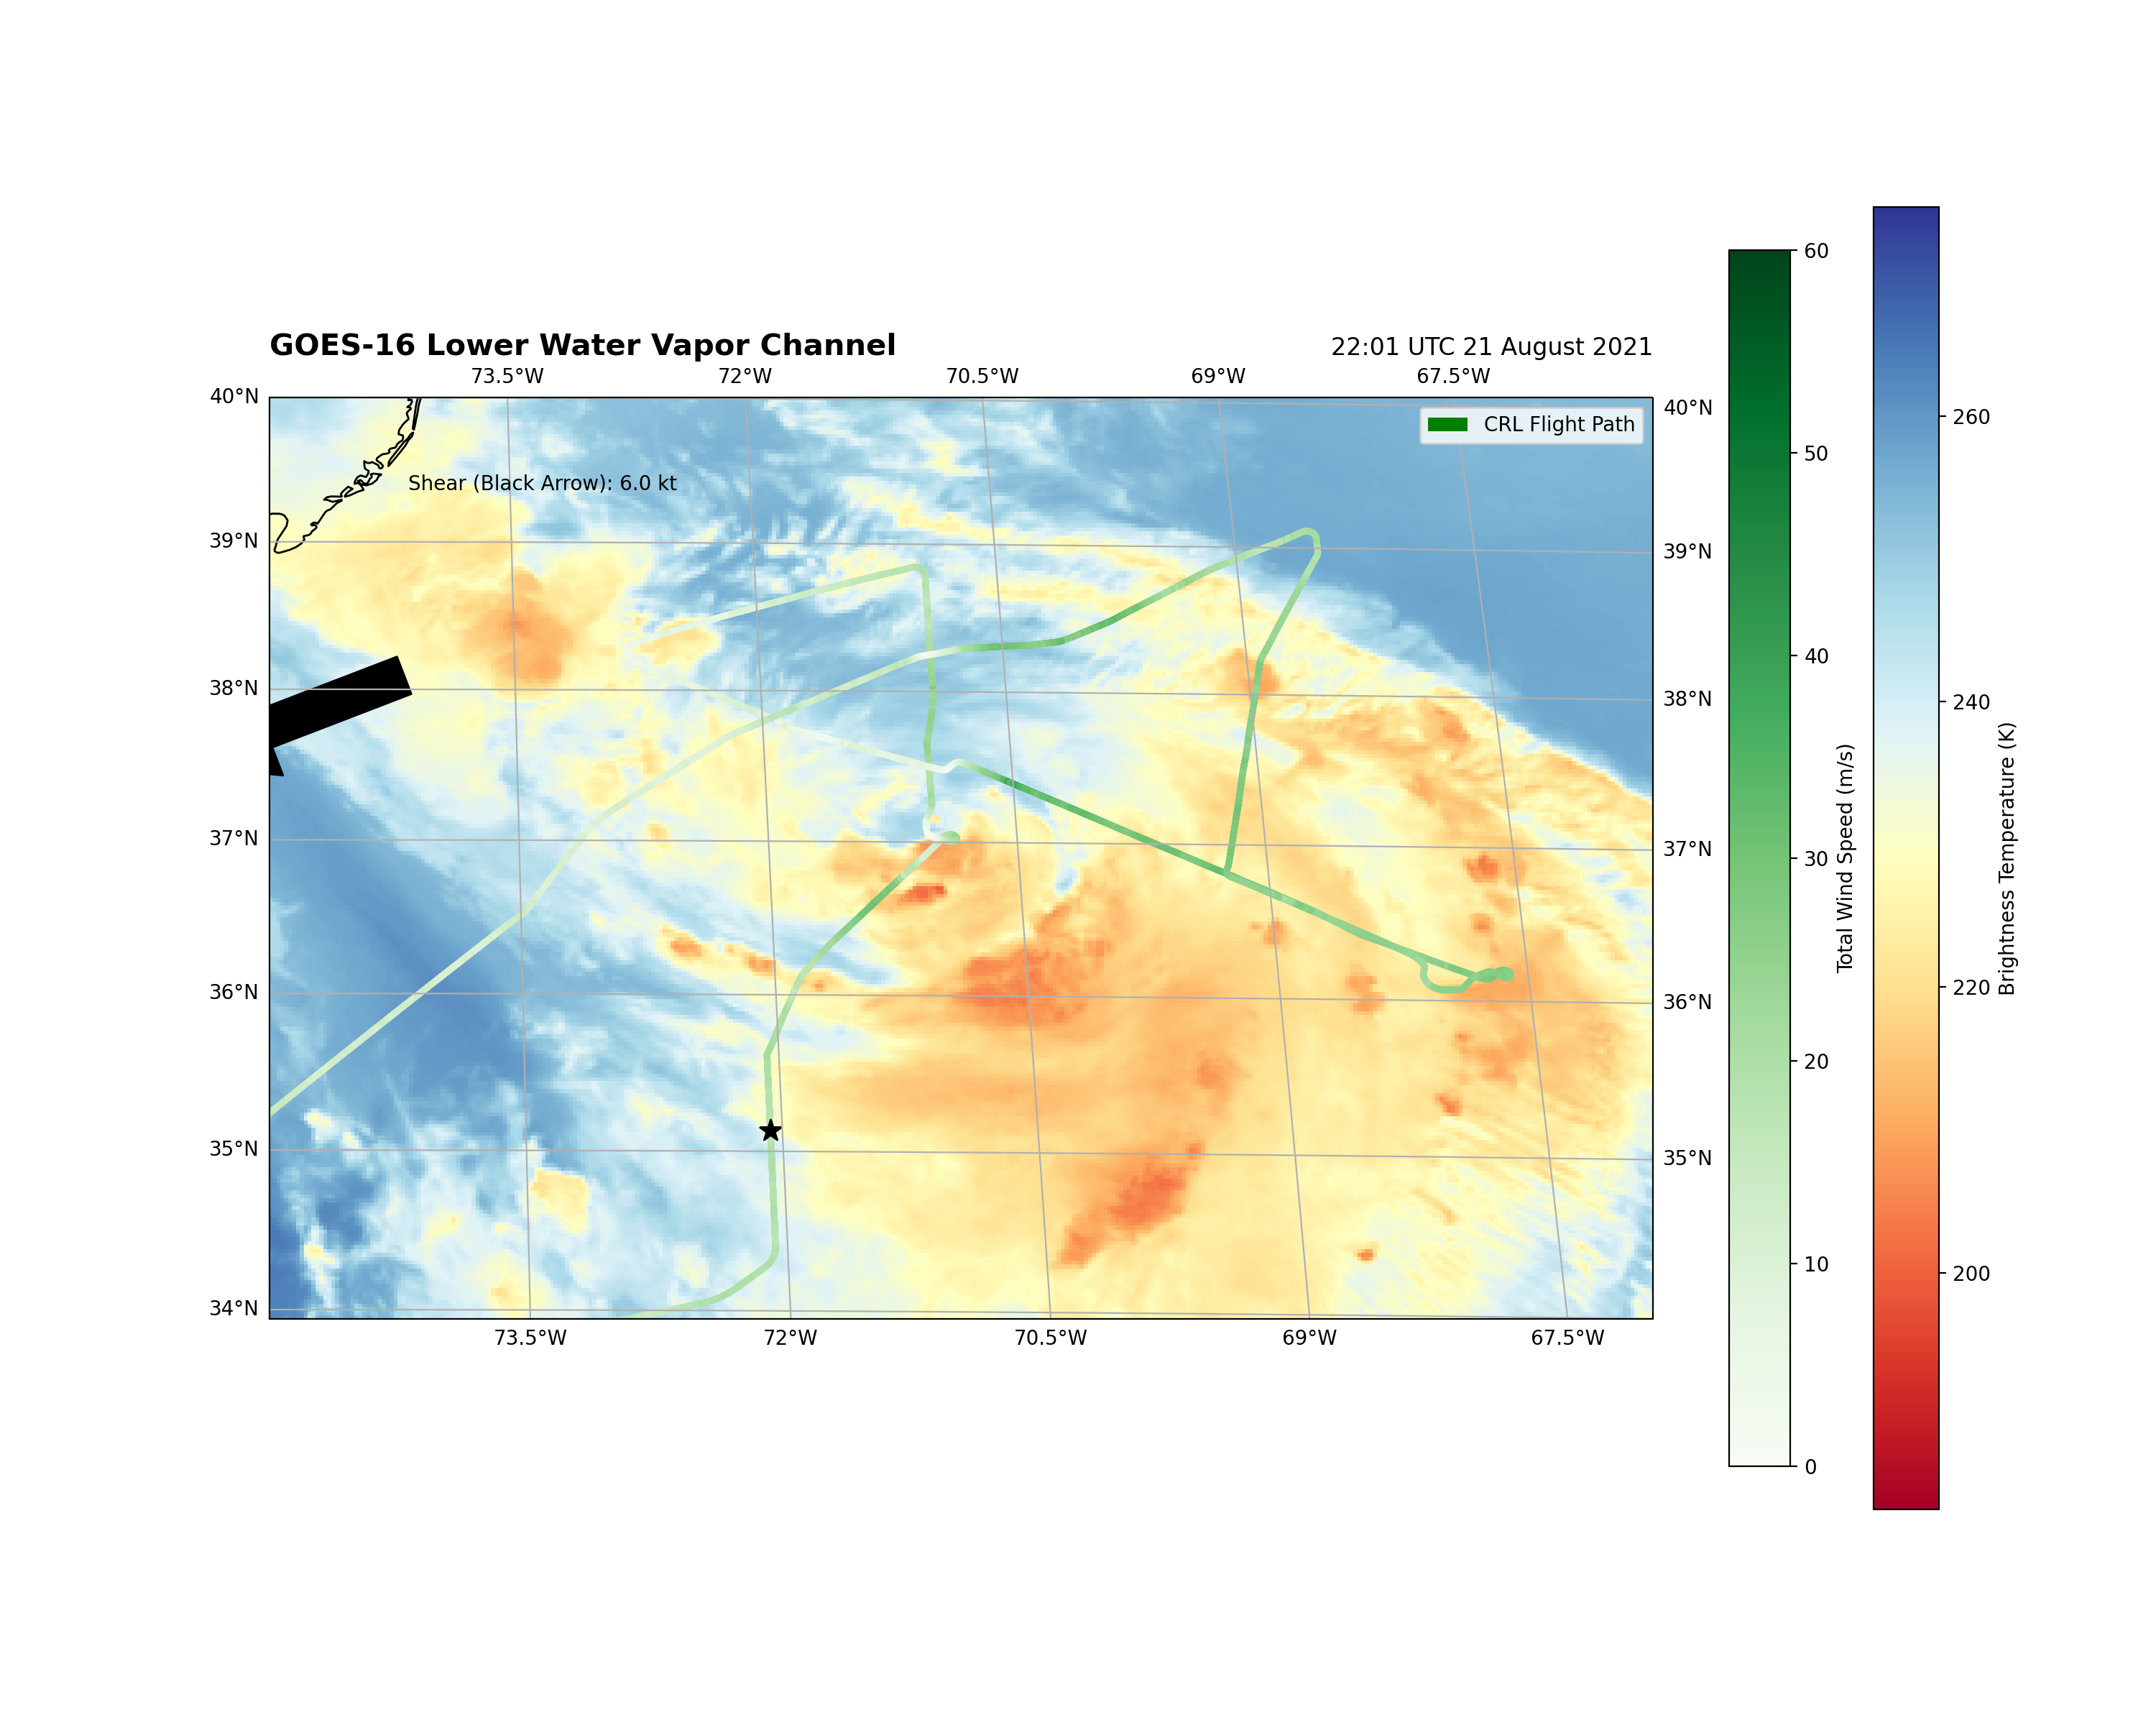 GOES-16 Lower Water Vapor Channel
22:01 UTC 21 August 2021
73.5°W
72°W
70.5°W
69°W
67.5°W
40°N
39°N
38°N
37°N
36°N
35°N
34°N
Shear (Black Arrow): 6.0 kt
CRL Flight Path
40°N
39°N
38°N
37°N
36°N
35°N
73.5°W
72°W
70.5°W
69°W
67.5°W
60
50
40
30
20
10
0
Total Wind Speed (m/s)
260
240
220
200
Brightness Temperature (K)